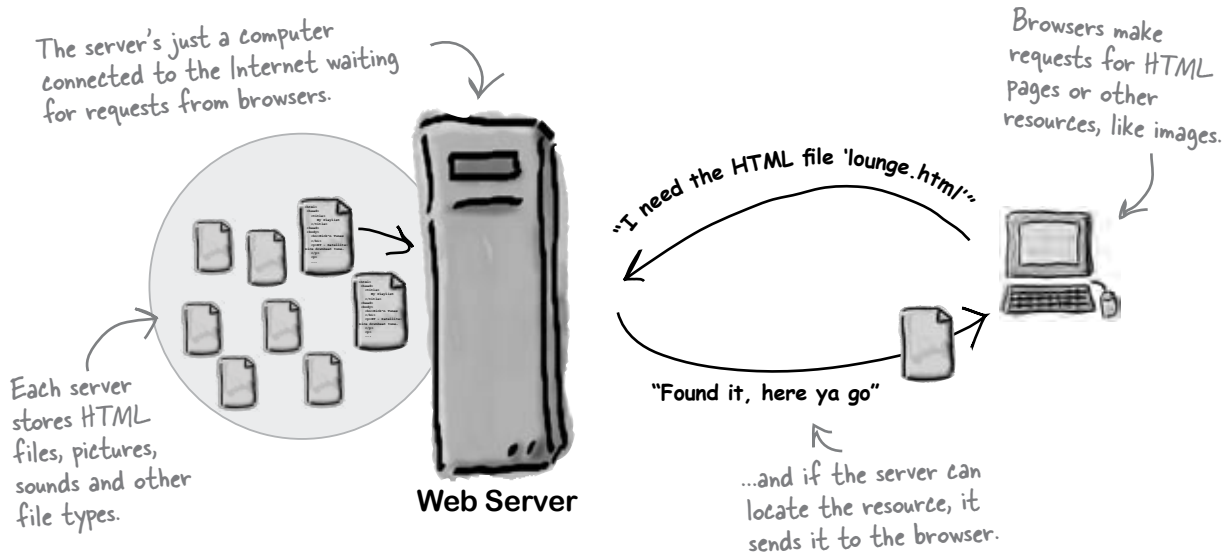 The server's just a computer
connected to the Internet waiting
for requests from browsers.
Browsers make
requests for HTML
pages or other
resources, like images.
"I need the HTML file 'lounge.html'"
"Found it, here ya go"
Each server
stores HTML
files, pictures,
sounds and other
file types.
Web Server
...and if the server can
locate the resource, it
sends it to the browser.